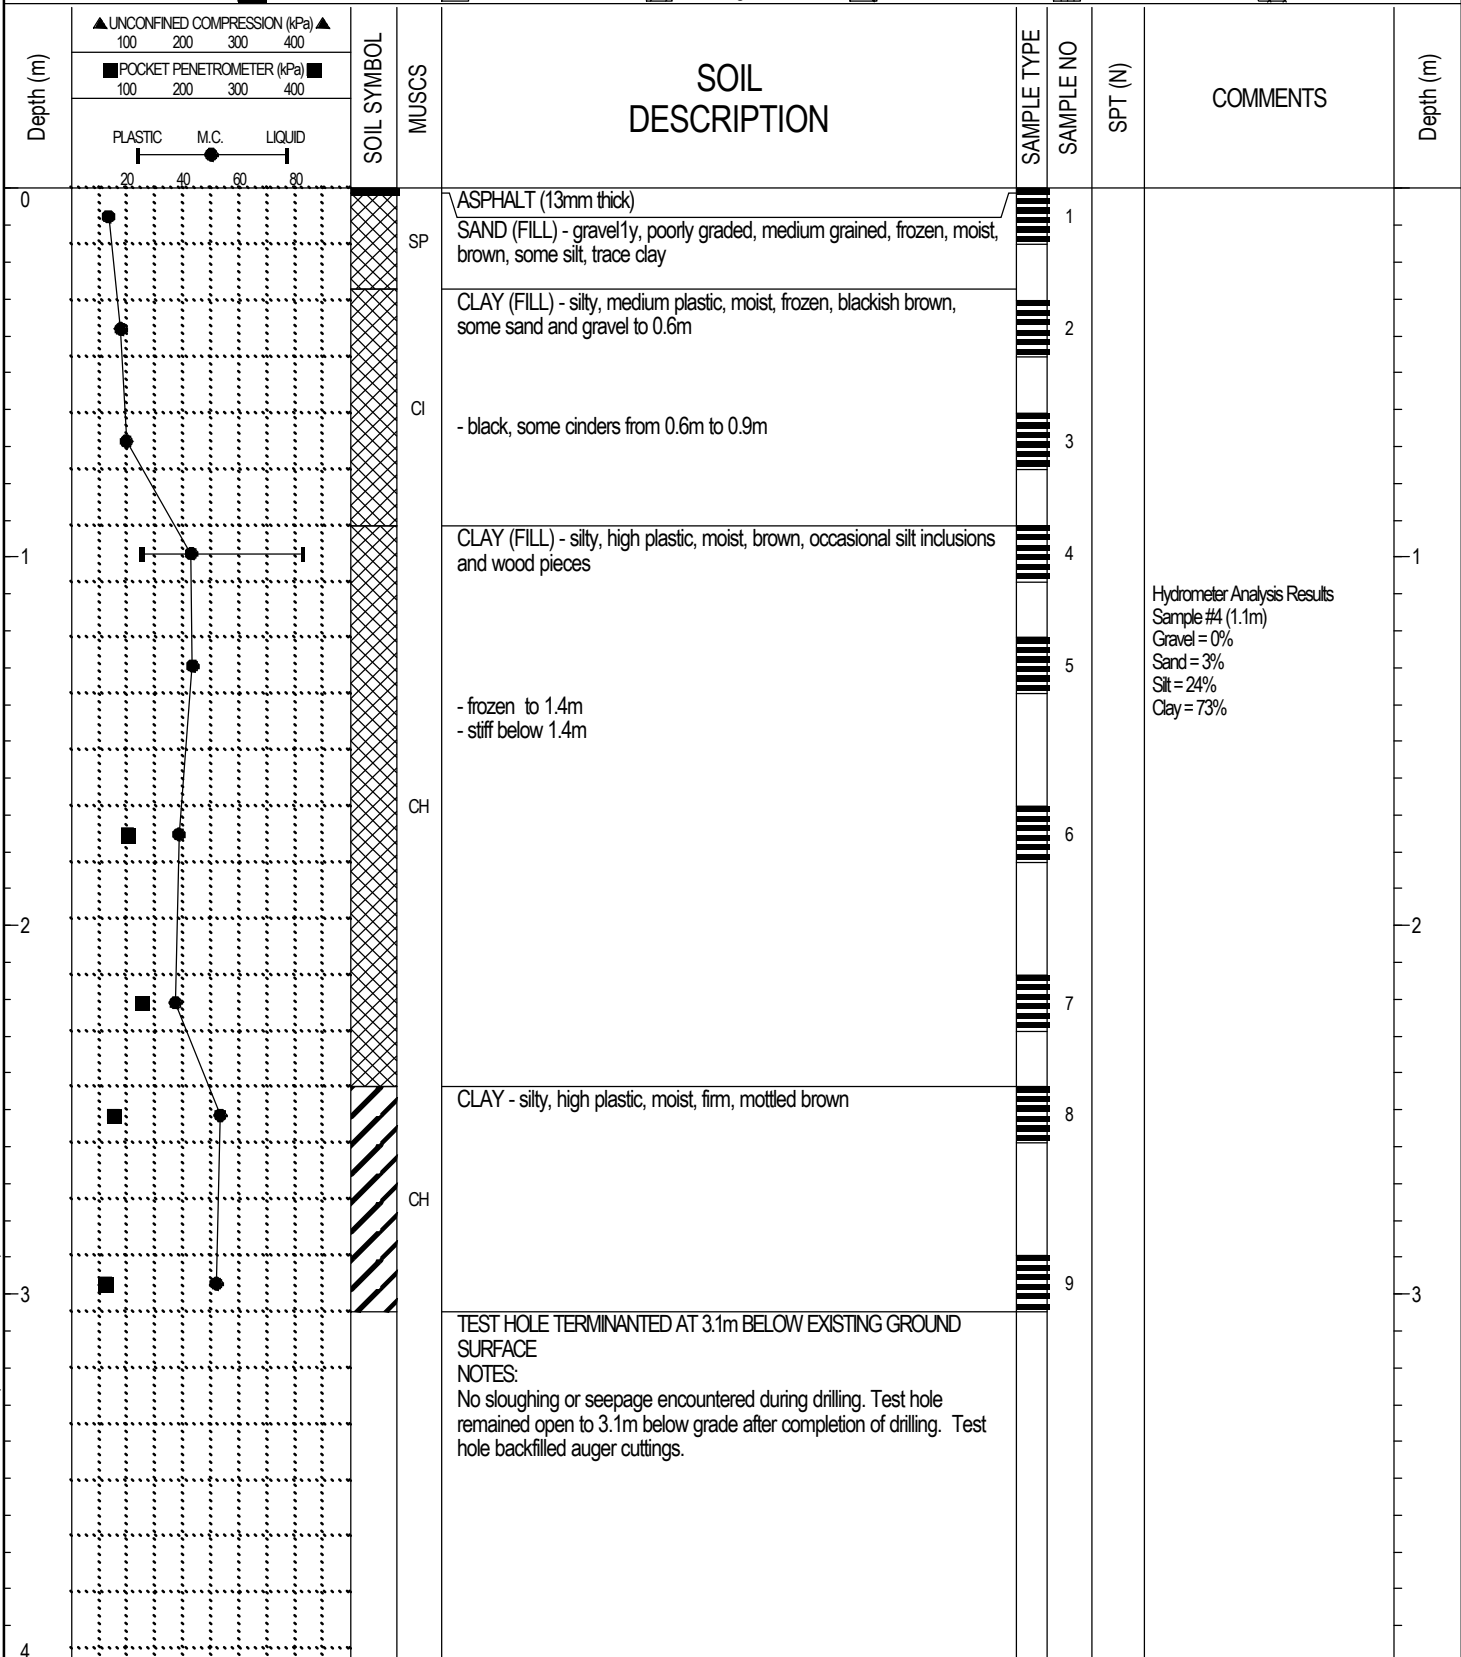 ▲UNCONFINED COMPRESSION (kPa)▲
100 200 300 400
■POCKET PENETROMETER (kPa)■
100 200 300 400
PLASTIC M.C. LIQUID
20 40 60 80
Depth (m)
SOIL SYMBOL
MUSCS
SOIL
DESCRIPTION
SAMPLE TYPE
SAMPLE NO
SPT (N)
COMMENTS
Depth (m)
0
ASPHALT (13mm thick)
1
SP
SAND (FILL) - gravel1y, poorly graded, medium grained, frozen, moist,
brown, some silt, trace clay
CLAY (FILL) - silty, medium plastic, moist, frozen, blackish brown,
some sand and gravel to 0.6m
2
CI
- black, some cinders from 0.6m to 0.9m
3
CLAY (FILL) - silty, high plastic, moist, brown, occasional silt inclusions
and wood pieces
4
1
1
Hydrometer Analysis Results
Sample #4 (1.1m)
Gravel = 0%
Sand = 3%
Silt = 24%
Clay = 73%
5
- frozen to 1.4m
- stiff below 1.4m
CH
6
2
2
7
CLAY - silty, high plastic, moist, firm, mottled brown
8
CH
9
3
3
TEST HOLE TERMINANTED AT 3.1m BELOW EXISTING GROUND
SURFACE
NOTES:
No sloughing or seepage encountered during drilling. Test hole
remained open to 3.1m below grade after completion of drilling. Test
hole backfilled auger cuttings.
4